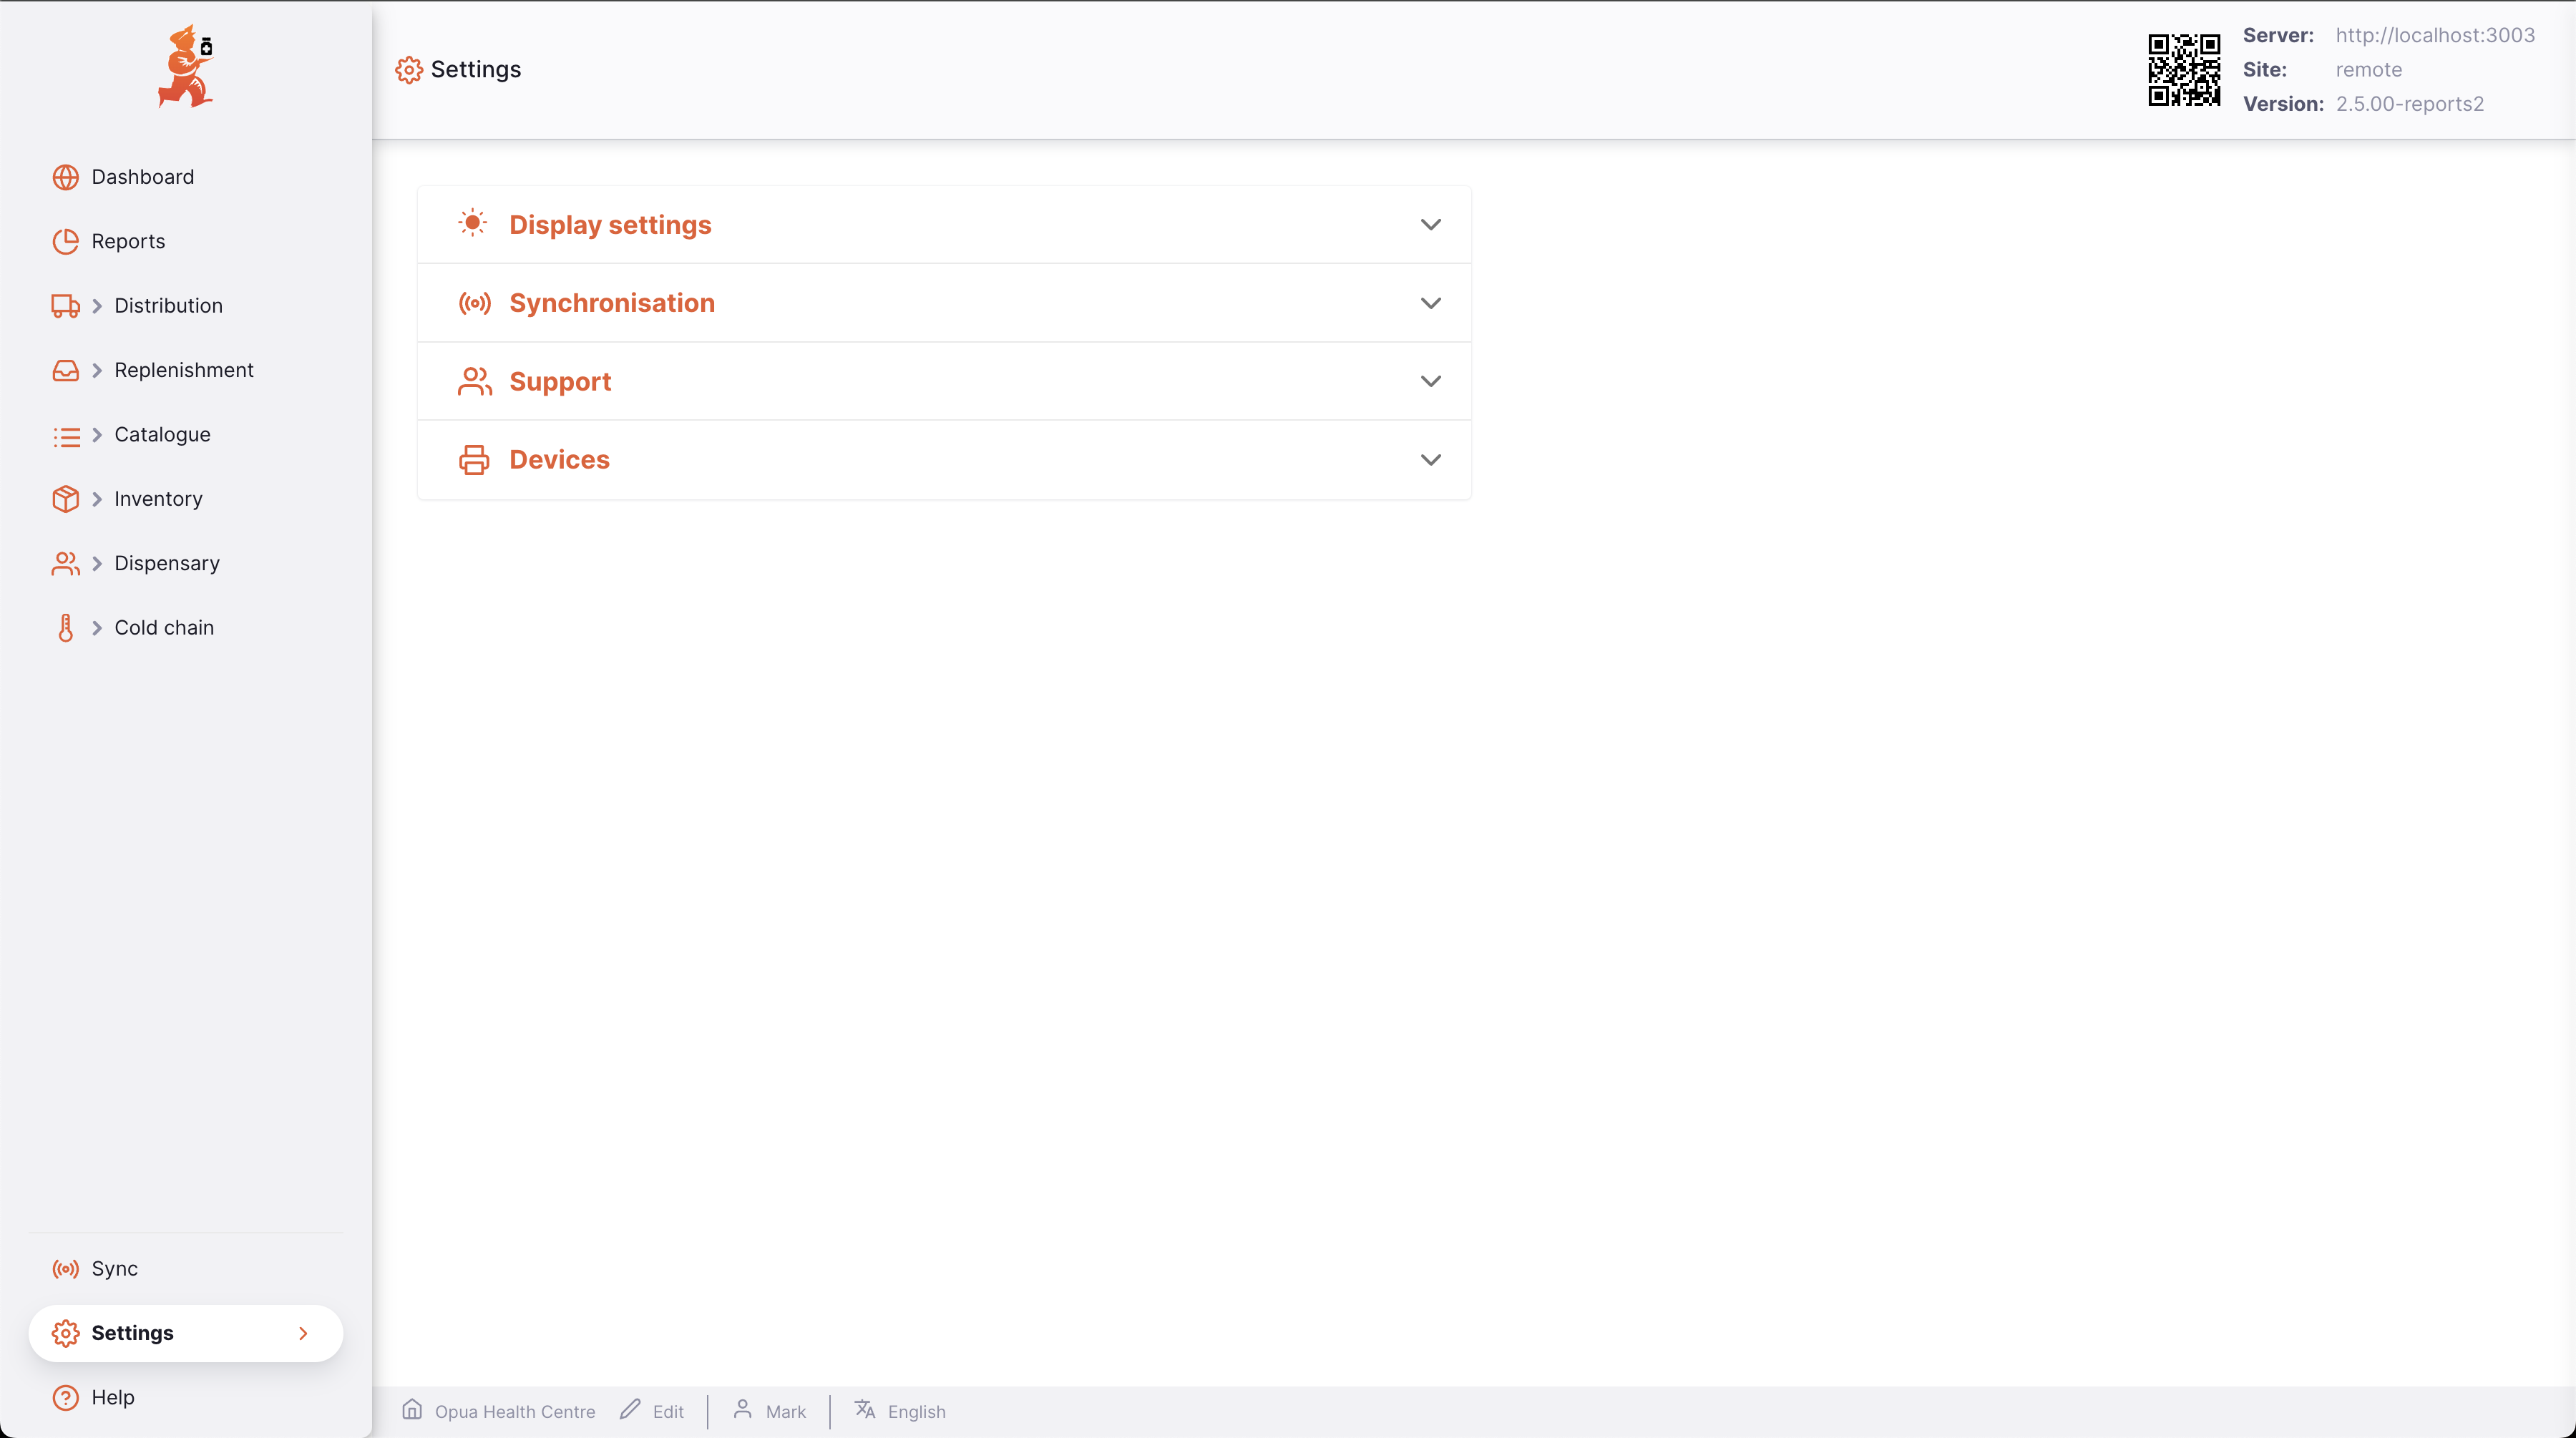 Dashboard
Reports
Distribution
Replenishment
Catalogue
Inventory
Dispensary
Cold chain
Sync
Settings
Help
Settings
Server: http://localhost:3003
Site: remote
Version: 2.5.00-reports2
Display settings
Synchronisation
Support
Devices
Opua Health Centre Edit Mark English